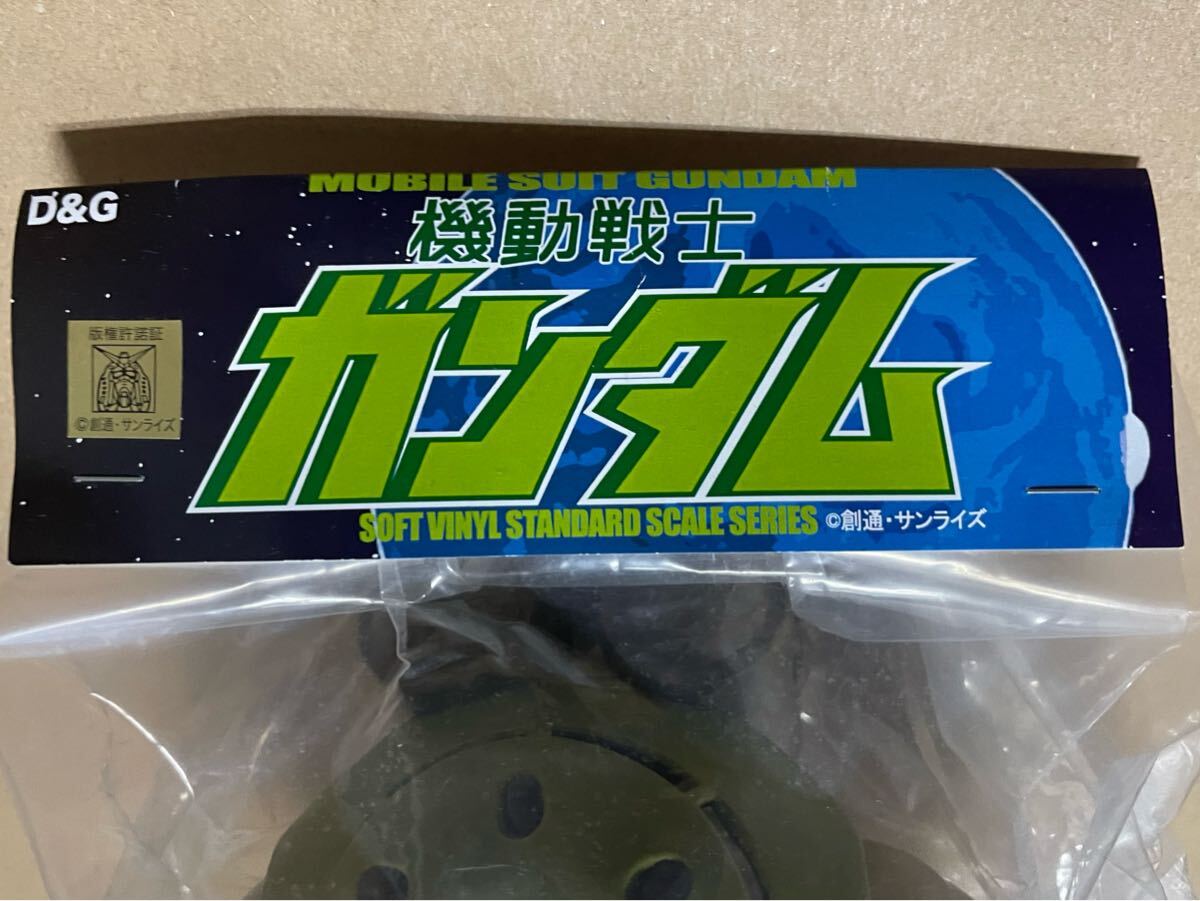 MOBILE SUIT GUNDAM
D&G
機動戦士
ガンダム
版権許諾証
©創通・サンライズ
SOFT VINYL STANDARD SCALE SERIES ©創通・サンライズ